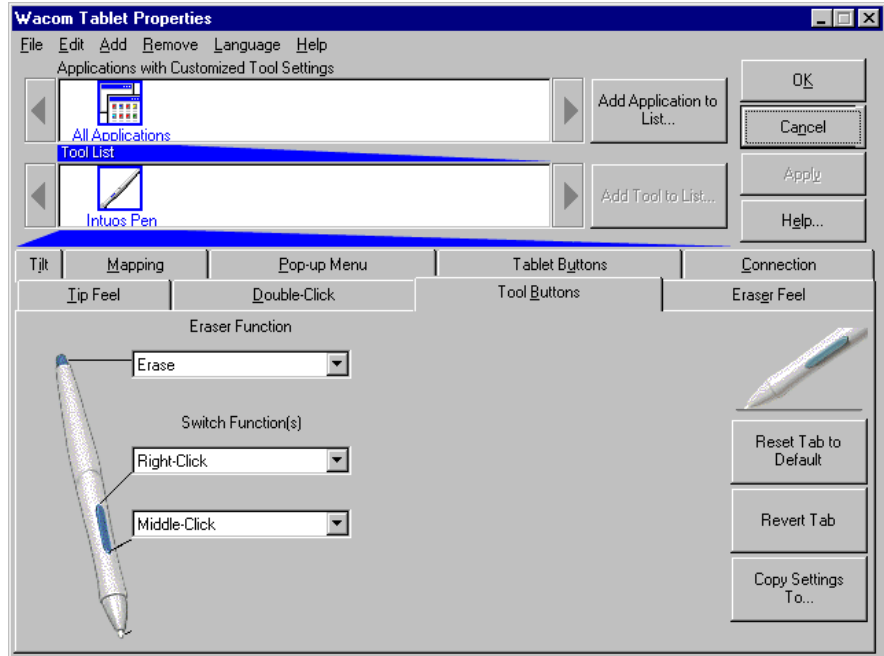 Wacom Tablet Properties
File Edit Add Remove Language Help
Applications with Customized Tool Settings
All Applications
Add Application to
List...
OK
Cancel
Tool List
Intuos Pen
Add Tool to List...
Apply
Help...
Tilt Mapping Pop-up Menu Tablet Buttons Connection
Tip Feel Double-Click Tool Buttons Eraser Feel
Eraser Function
Erase
Switch Function(s)
Right-Click
Middle-Click
Reset Tab to
Default
Revert Tab
Copy Settings
To...